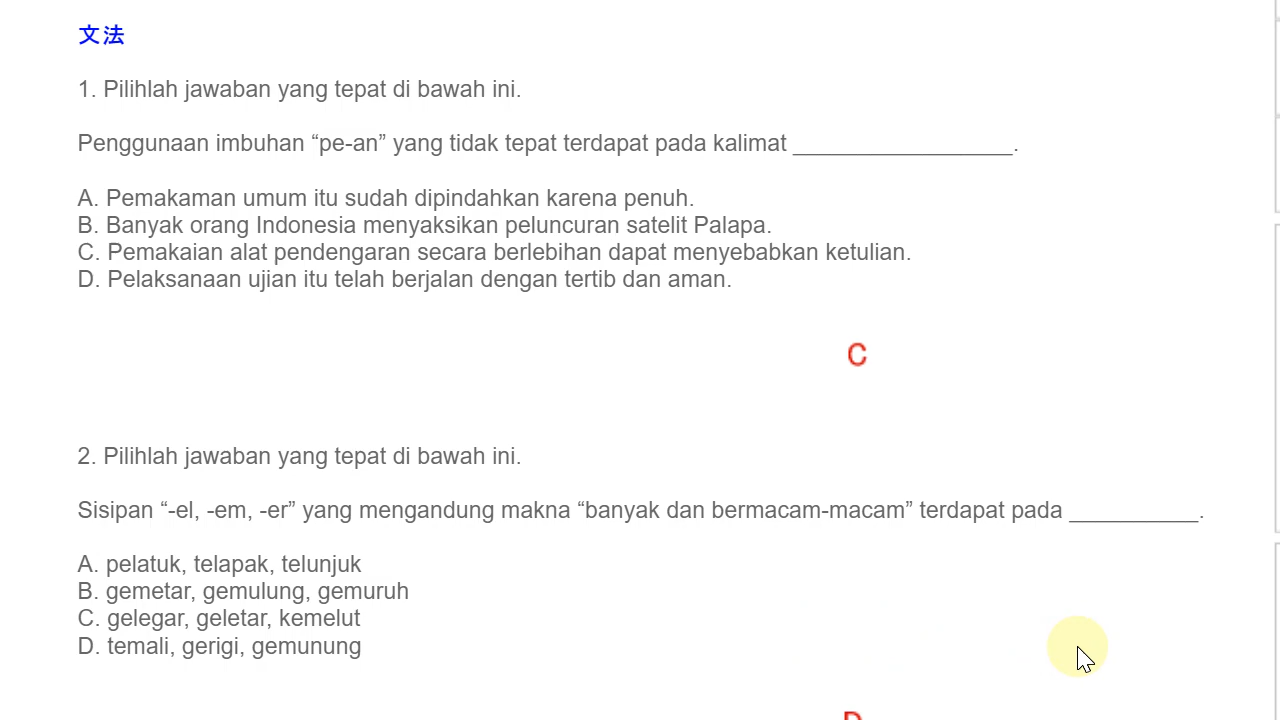 文法
1. Pilihlah jawaban yang tepat di bawah ini.
Penggunaan imbuhan “pe-an” yang tidak tepat terdapat pada kalimat _________________.
A. Pemakaman umum itu sudah dipindahkan karena penuh.
B. Banyak orang Indonesia menyaksikan peluncuran satelit Palapa.
C. Pemakaian alat pendengaran secara berlebihan dapat menyebabkan ketulian.
D. Pelaksanaan ujian itu telah berjalan dengan tertib dan aman.
C
2. Pilihlah jawaban yang tepat di bawah ini.
Sisipan “-el, -em, -er” yang mengandung makna “banyak dan bermacam-macam” terdapat pada __________.
A. pelatuk, telapak, telunjuk
B. gemetar, gemulung, gemuruh
C. gelegar, geletar, kemelut
D. temali, gerigi, gemunung